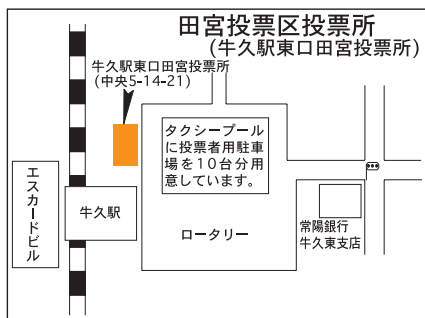 田宮投票区投票所
(牛久駅東口田宮投票所)
牛久駅東口田宮投票所
(中央5-14-21)
タクシープール
に投票者用駐車
場を10台分用
意しています。
エスカードビル
牛久駅
ロータリー
常陽銀行
牛久東支店